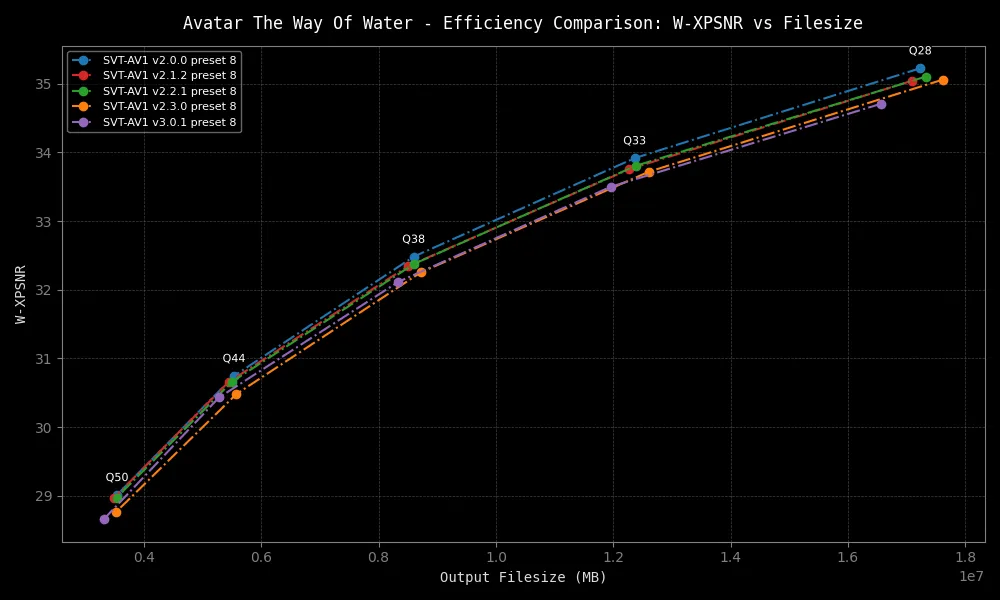 Avatar The Way Of Water - Efficiency Comparison: W-XPSNR vs Filesize
SVT-AV1 v2.0.0 preset 8
SVT-AV1 v2.1.2 preset 8
SVT-AV1 v2.2.1 preset 8
SVT-AV1 v2.3.0 preset 8
SVT-AV1 v3.0.1 preset 8
Q28
Q33
Q38
Q44
Q50
35
34
33
32
31
30
29
W-XPSNR
0.4 0.6 0.8 1.0 1.2 1.4 1.6 1.8
1e7
Output Filesize (MB)